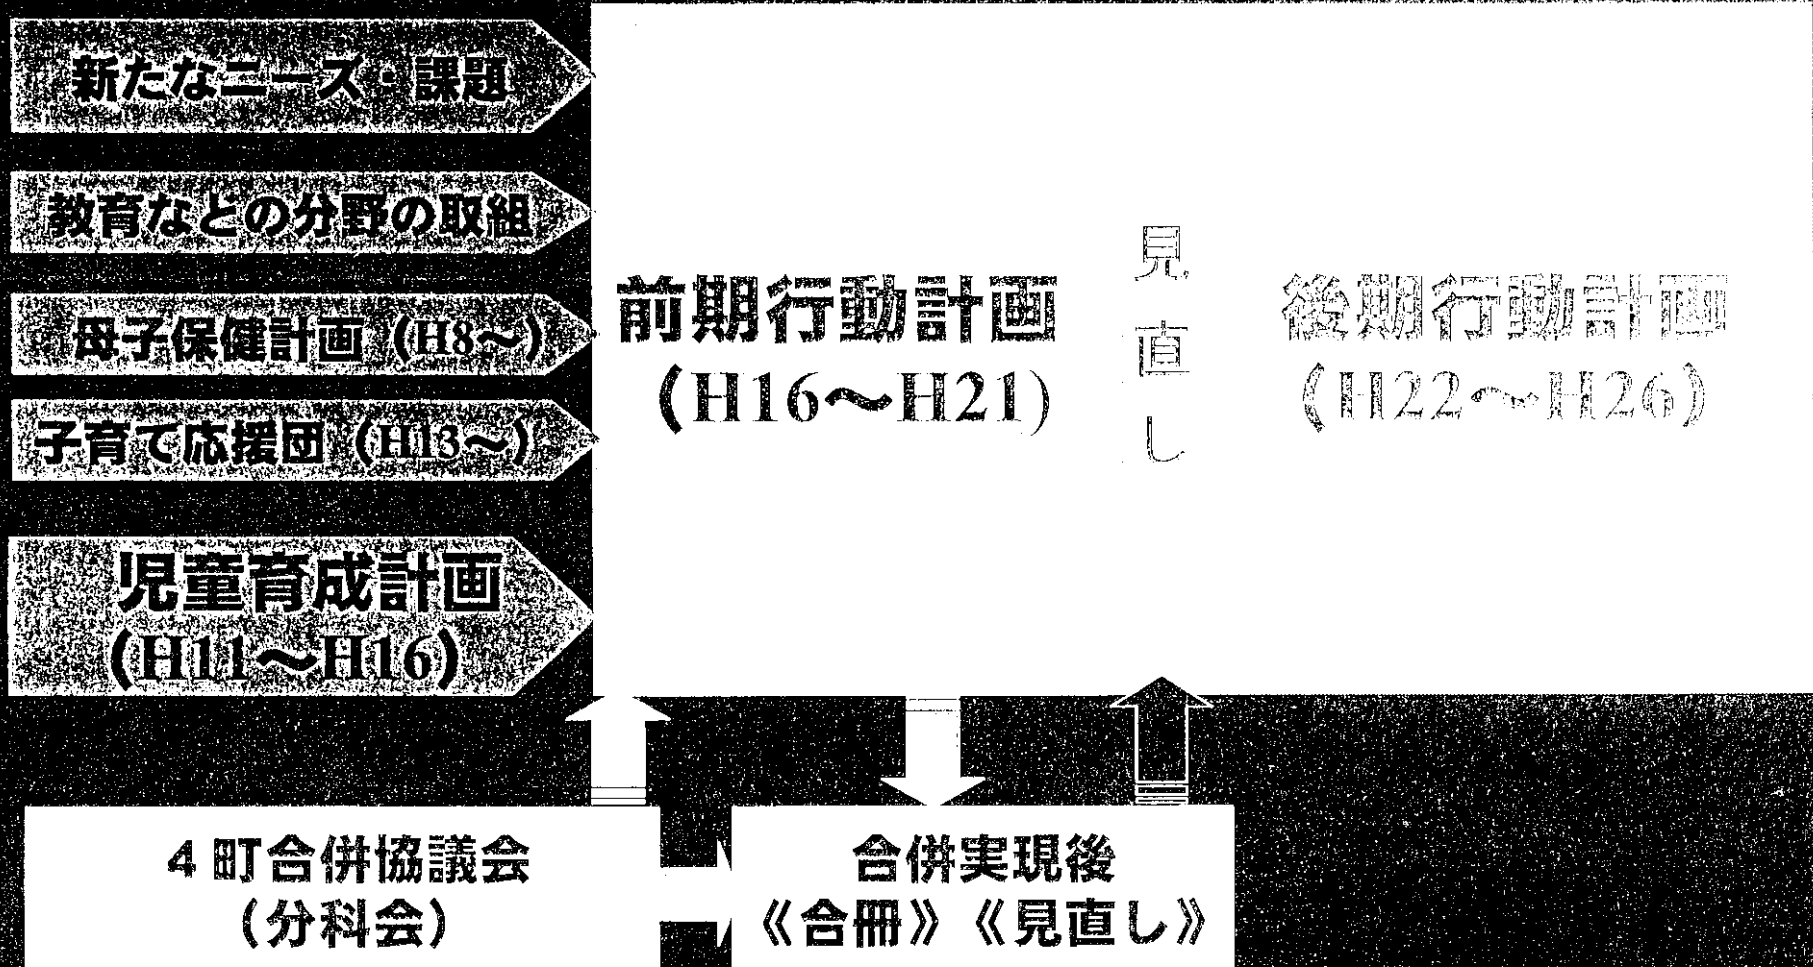 新たなニーズ・課題
教育などの分野の取組
母子保健計画（H8〜）
子育て応援団（H13〜）
児童育成計画
（H11〜H16）
前期行動計画
（H16〜H21）
見直し
後期行動計画
（H22〜H26）
4町合併協議会
（分科会）
合併実現後
《合冊》《見直し》